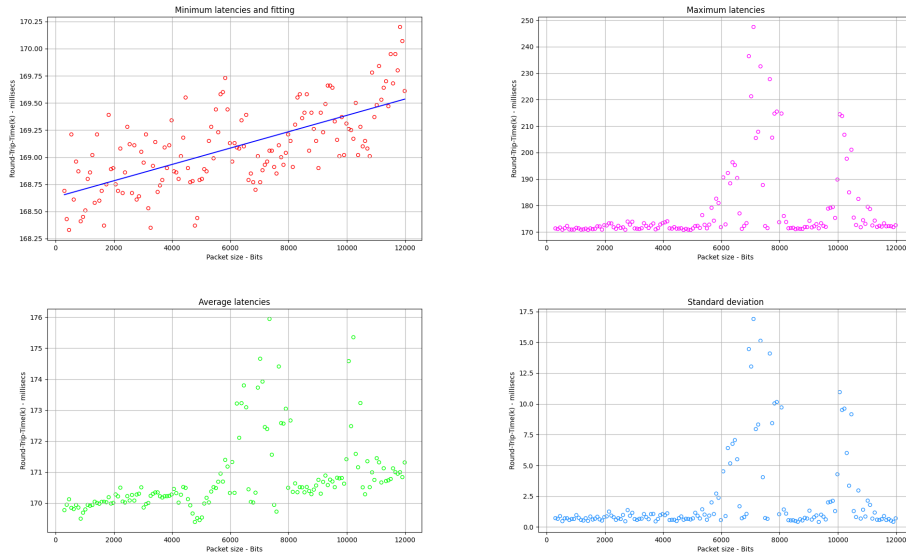 Minimum latencies and fitting
Round-Trip-Time(k) - millisecs
170.25
170.00
169.75
169.50
169.25
169.00
168.75
168.50
168.25
0 2000 4000 6000 8000 10000 12000
Packet size - Bits
Maximum latencies
Round-Trip-Time(k) - millisecs
250
240
230
220
210
200
190
180
170
0 2000 4000 6000 8000 10000 12000
Packet size - Bits
Average latencies
Round-Trip-Time(k) - millisecs
176
175
174
173
172
171
170
0 2000 4000 6000 8000 10000 12000
Packet size - Bits
Standard deviation
Round-Trip-Time(k) - millisecs
17.5
15.0
12.5
10.0
7.5
5.0
2.5
0.0
0 2000 4000 6000 8000 10000 12000
Packet size - Bits